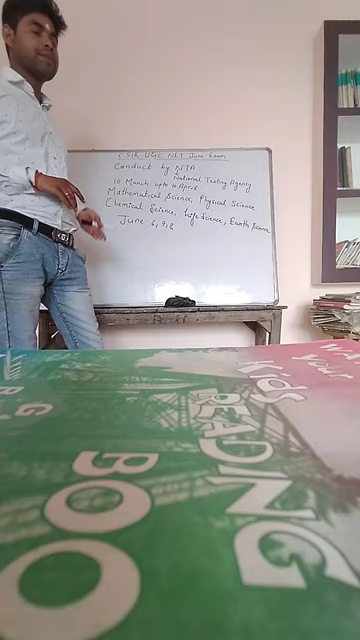 CSIR UGC NET June Exam
Conduct by NTA
National Testing Agency
10 March upto 10 April
Mathematical Science, Physical Science
Chemical Science, Life Science, Earth Science
June 6, 7, 8
your
Kids
READING
BOO